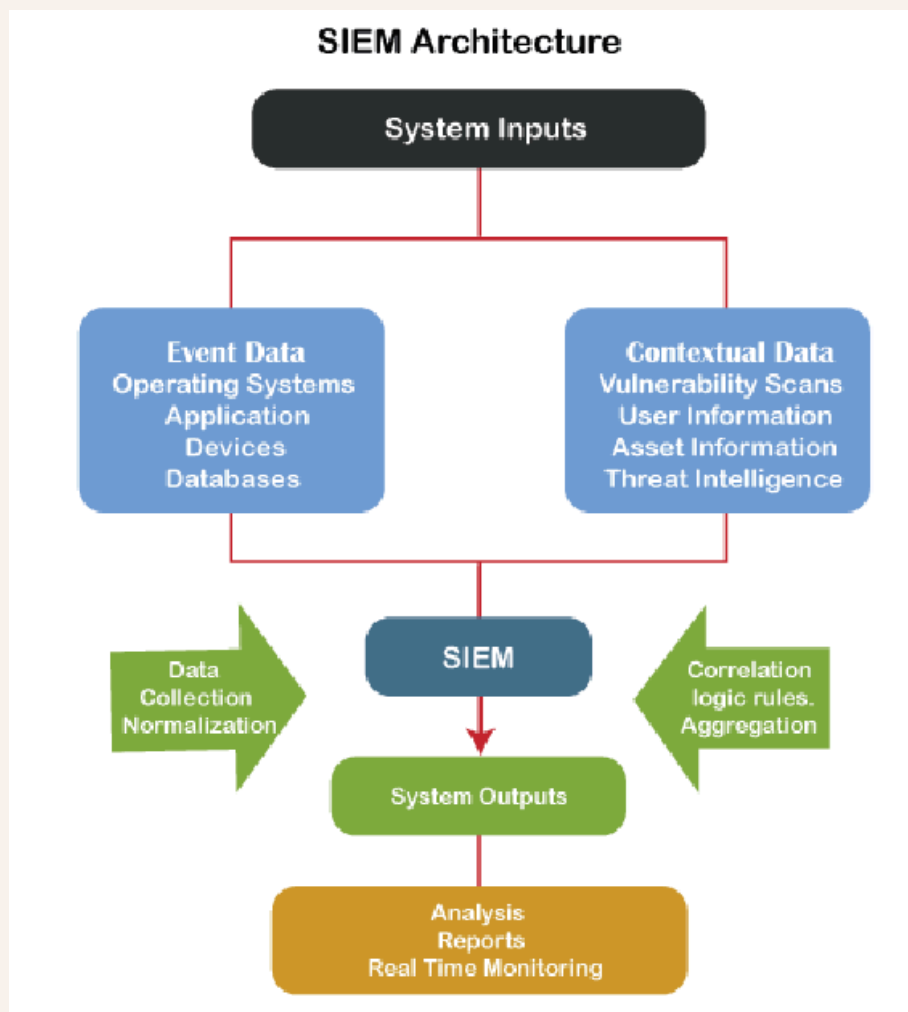 SIEM Architecture
System Inputs
Event Data
Operating Systems
Application
Devices
Databases
Contextual Data
Vulnerability Scans
User Information
Asset Information
Threat Intelligence
SIEM
Data
Collection
Normalization
Correlation
logic rules.
Aggregation
System Outputs
Analysis
Reports
Real Time Monitoring